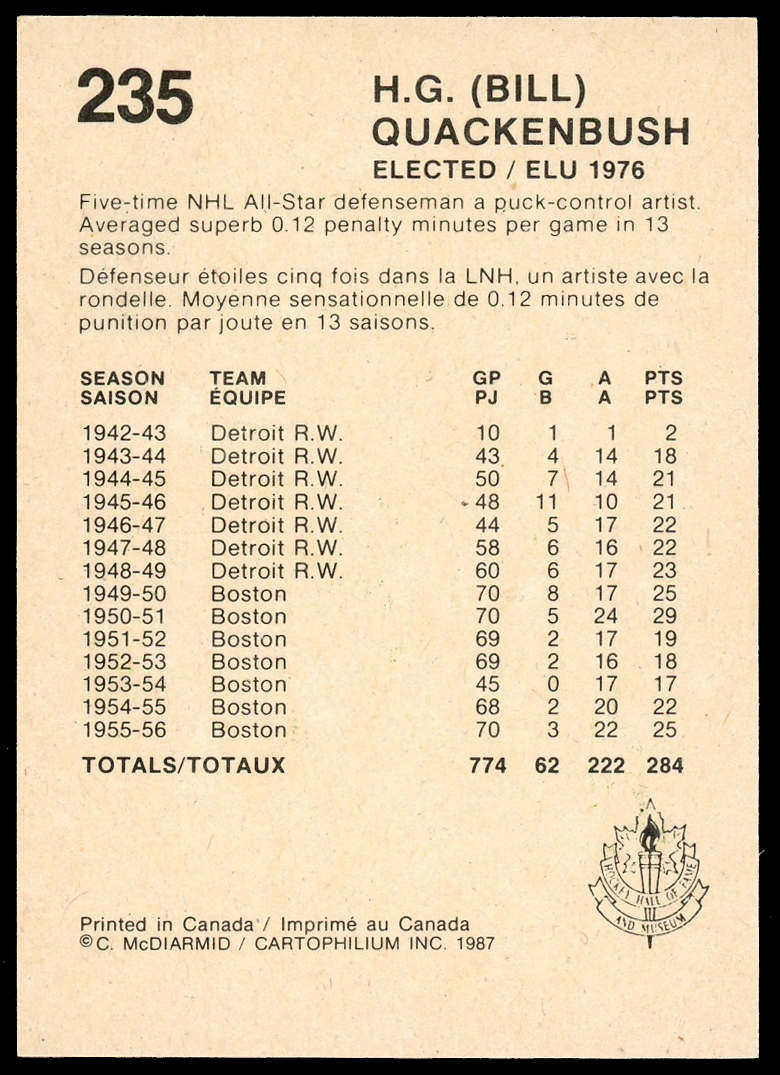 235
H.G. (BILL)
QUACKENBUSH
ELECTED / ELU 1976
Five-time NHL All-Star defenseman a puck-control artist.
Averaged superb 0.12 penalty minutes per game in 13
seasons.
Défenseur étoiles cinq fois dans la LNH, un artiste avec la
rondelle. Moyenne sensationnelle de 0.12 minutes de
punition par joute en 13 saisons.
SEASON TEAM GP G A PTS
SAISON ÉQUIPE PJ B A PTS
1942-43 Detroit R.W. 10 1 1 2
1943-44 Detroit R.W. 43 4 14 18
1944-45 Detroit R.W. 50 7 14 21
1945-46 Detroit R.W. 48 11 10 21
1946-47 Detroit R.W. 44 5 17 22
1947-48 Detroit R.W. 58 6 16 22
1948-49 Detroit R.W. 60 6 17 23
1949-50 Boston 70 8 17 25
1950-51 Boston 70 5 24 29
1951-52 Boston 69 2 17 19
1952-53 Boston 69 2 16 18
1953-54 Boston 45 0 17 17
1954-55 Boston 68 2 20 22
1955-56 Boston 70 3 22 25
TOTALS/TOTAUX 774 62 222 284
HOCKEY HALL OF FAME
AND MUSEUM
Printed in Canada / Imprimé au Canada
©C. McDIARMID / CARTOPHILIUM INC. 1987